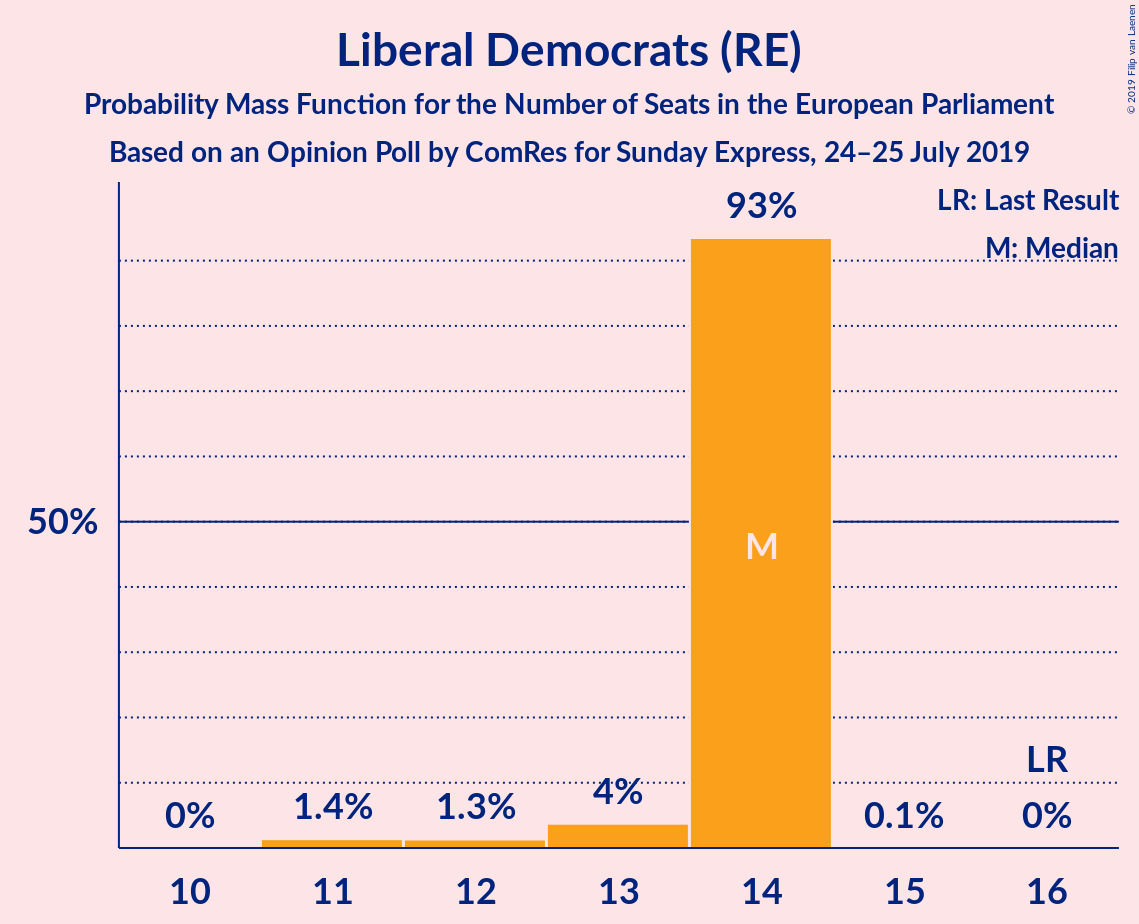 Liberal Democrats (RE)
Probability Mass Function for the Number of Seats in the European Parliament
Based on an Opinion Poll by ComRes for Sunday Express, 24–25 July 2019
© 2019 Filip van Laenen
LR: Last Result
M: Median
93%
50%
M
LR
0%
1.4%
1.3%
4%
0.1%
0%
10
11
12
13
14
15
16